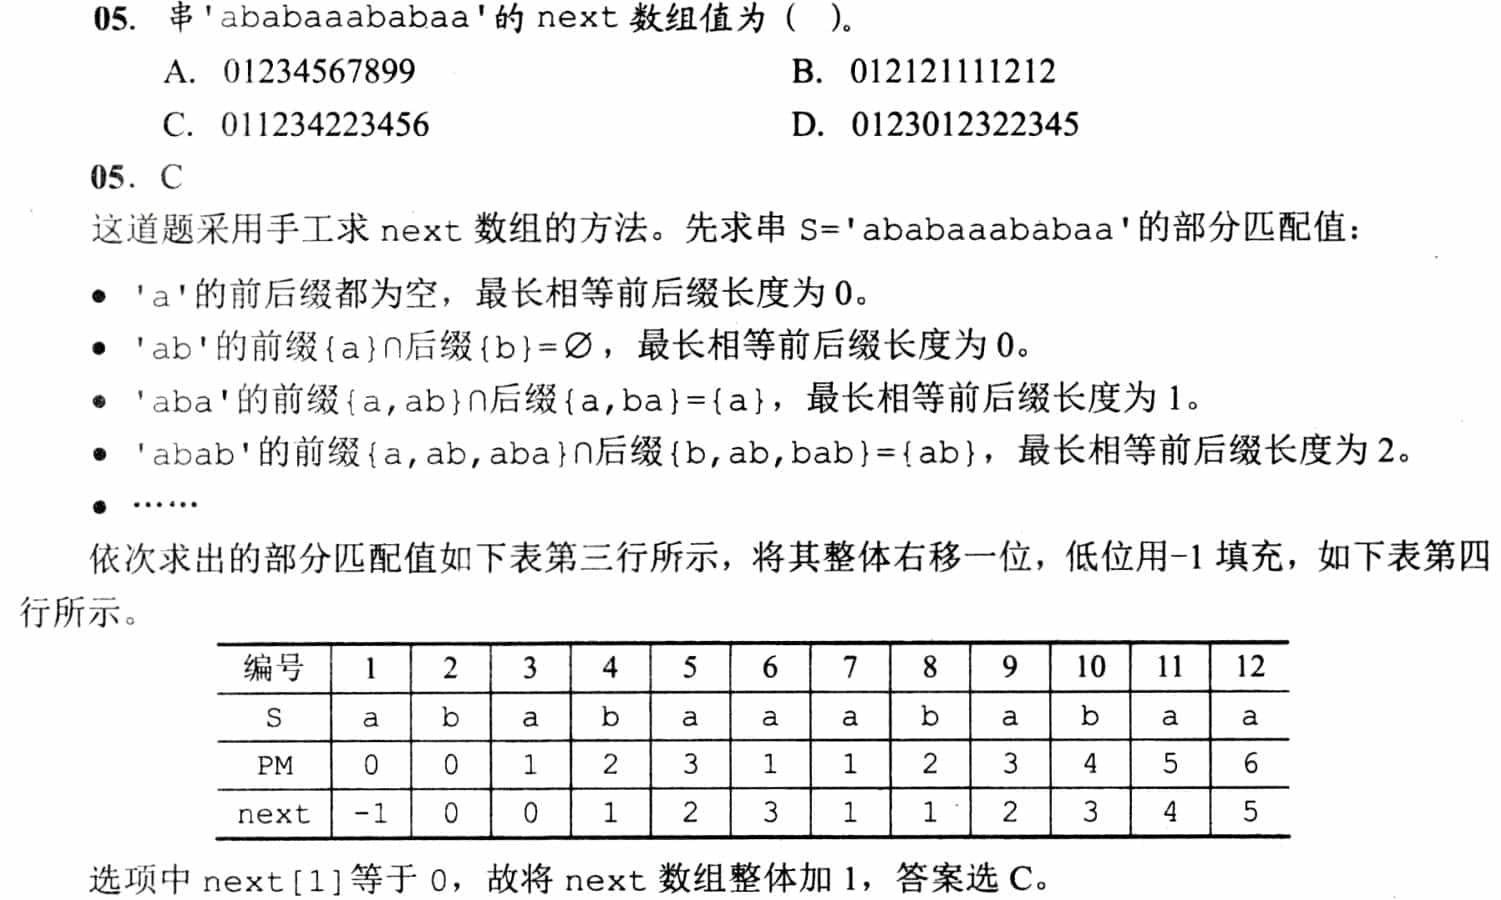 05. 串'ababaaababaa'的 next 数组值为（ ）。
A. 01234567899 B. 012121111212
C. 011234223456 D. 0123012322345
05. C
这道题采用手工求 next 数组的方法。先求串 S='ababaaababaa'的部分匹配值：
● 'a'的前后缀都为空，最长相等前后缀长度为 0。
● 'ab'的前缀{a}∩后缀{b}=∅，最长相等前后缀长度为 0。
● 'aba'的前缀{a,ab}∩后缀{a,ba}={a}，最长相等前后缀长度为 1。
● 'abab'的前缀{a,ab,aba}∩后缀{b,ab,bab}={ab}，最长相等前后缀长度为 2。
● ……
依次求出的部分匹配值如下表第三行所示，将其整体右移一位，低位用-1 填充，如下表第四
行所示。
编号 1 2 3 4 5 6 7 8 9 10 11 12
S a b a b a a a b a b a a
PM 0 0 1 2 3 1 1 2 3 4 5 6
next -1 0 0 1 2 3 1 1 2 3 4 5
选项中 next[1]等于 0，故将 next 数组整体加 1，答案选 C。